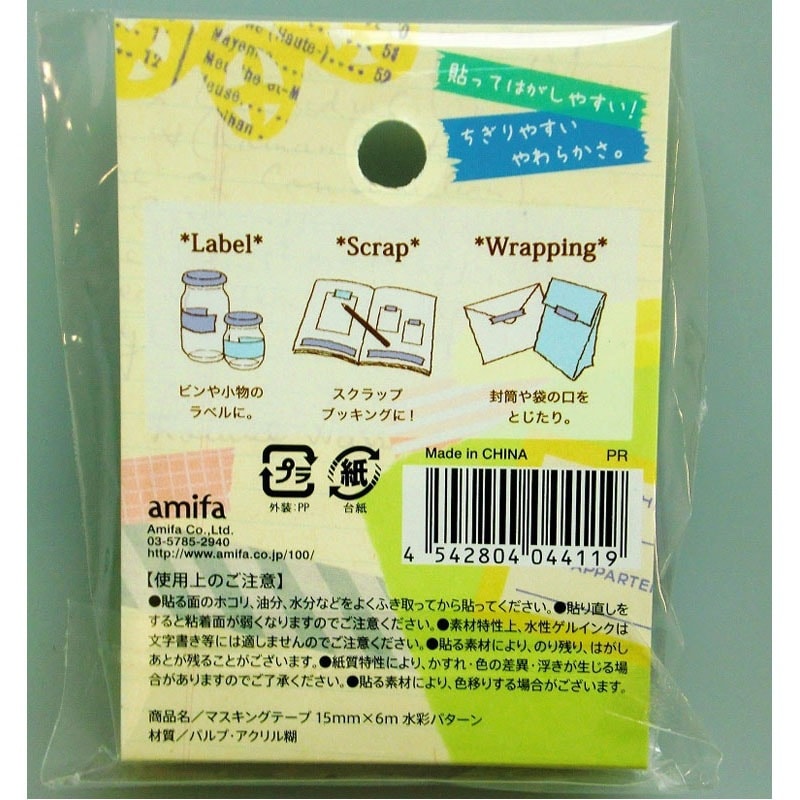 (Haute-)... 58
Mayen
12
59
Meuse
貼ってはがしやすい!
ちぎりやすい
やわらかさ。
*Label* *Scrap* *Wrapping*
ビンや小物の
ラベルに。
スクラップ
ブッキングに!
封筒や袋の口を
とじたり。
プラ
外装:PP
紙
台紙
Made in CHINA PR
4 542804 044119
amifa
Amifa Co.,Ltd.
03-5785-2940
http://www.amifa.co.jp/100/
APPARTE
【使用上のご注意】
●貼る面のホコリ、油分、水分などをよくふき取ってから貼ってください。●貼り直しを
すると粘着面が弱くなりますのでご注意ください。●素材特性上、水性ゲルインクは
文字書き等には適しませんのでご注意ください。●貼る素材により、のり残り、はがし
あとが残ることがございます。●紙質特性により、かすれ・色の差異・浮きが生じる場
合がありますのでご了承ください。●貼る素材により、色移りする場合がございます。
商品名/マスキングテープ 15mm×6m 水彩パターン
材質/パルプ・アクリル糊